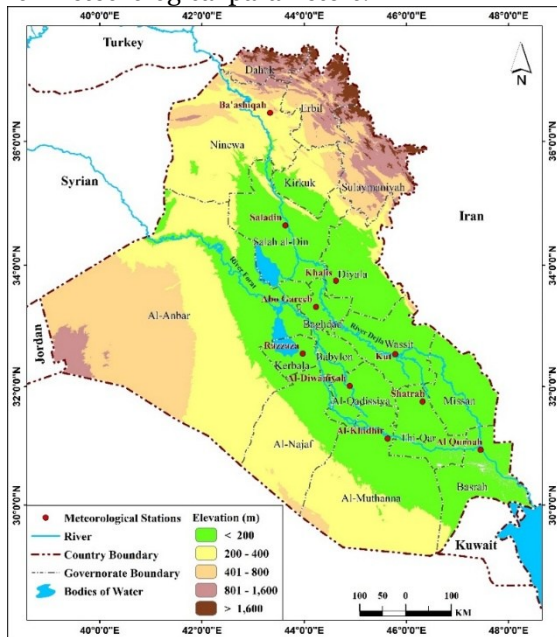 40°0'0"E 42°0'0"E 44°0'0"E 46°0'0"E 48°0'0"E
Turkey
N
Dahuk
Ba'ashiqah
Erbil
Ninewa
36°0'0"N
36°0'0"N
Kirkuk
Sulaymaniyah
Syrian
Iran
Saladin
Salah al-Din
34°0'0"N
34°0'0"N
Khalis
Diyala
River Forat
Abo Gareeb
Al-Anbar
Baghdad
River Dejla
Wassit
Jordan
Razzaza
Kut
Babylon
Kerbala
32°0'0"N
32°0'0"N
Al-Diwaniyah
Shatrah
Al-Qadissiya
Missan
Al-Khdhir
Thi-Qar
Al Qurnah
Al-Najaf
Basrah
Al-Muthanna
30°0'0"N
30°0'0"N
Kuwait
Meteorological Stations
River
Country Boundary
Governorate Boundary
Bodies of Water
Elevation (m)
< 200
200 - 400
401 - 800
801 - 1,600
> 1,600
100 50 0 100
KM
40°0'0"E 42°0'0"E 44°0'0"E 46°0'0"E 48°0'0"E